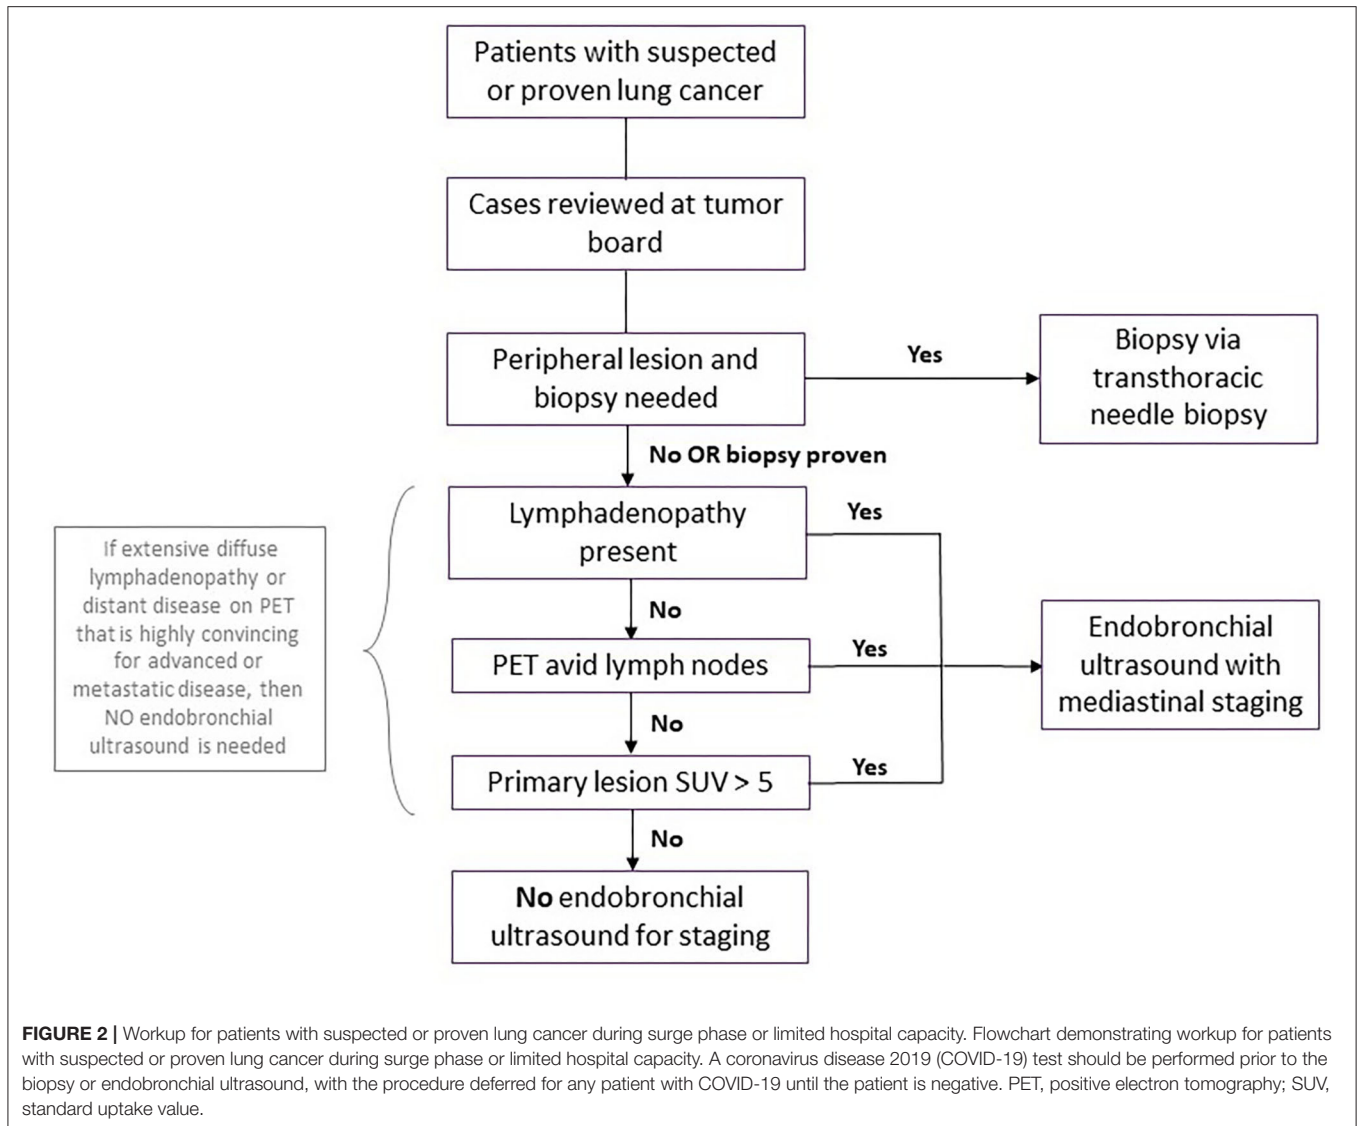 Patients with suspected
or proven lung cancer
Cases reviewed at tumor
board
Peripheral lesion and
biopsy needed
Yes
Biopsy via
transthoracic
needle biopsy
No OR biopsy proven
Lymphadenopathy
present
Yes
No
PET avid lymph nodes
Yes
No
Primary lesion SUV > 5
Yes
No
No endobronchial
ultrasound for staging
Endobronchial
ultrasound with
mediastinal staging
If extensive diffuse
lymphadenopathy or
distant disease on PET
that is highly convincing
for advanced or
metastatic disease, then
NO endobronchial
ultrasound is needed
FIGURE 2 | Workup for patients with suspected or proven lung cancer during surge phase or limited hospital capacity. Flowchart demonstrating workup for patients
with suspected or proven lung cancer during surge phase or limited hospital capacity. A coronavirus disease 2019 (COVID-19) test should be performed prior to the
biopsy or endobronchial ultrasound, with the procedure deferred for any patient with COVID-19 until the patient is negative. PET, positive electron tomography; SUV,
standard uptake value.